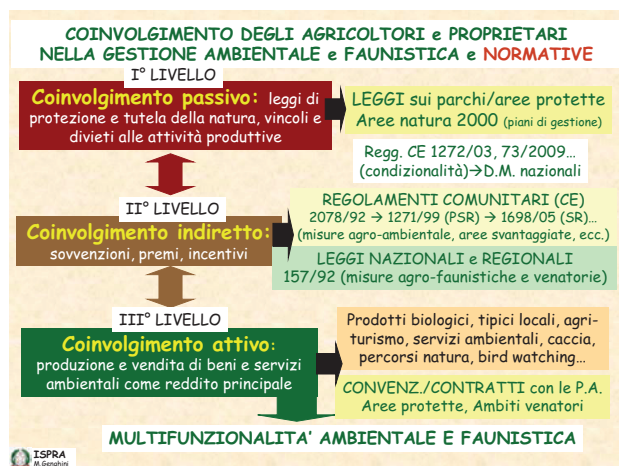 COINVOLGIMENTO DEGLI AGRICOLTORI e PROPRIETARI
NELLA GESTIONE AMBIENTALE e FAUNISTICA e NORMATIVE
I° LIVELLO
Coinvolgimento passivo: leggi di
protezione e tutela della natura, vincoli e
divieti alle attività produttive
LEGGI sui parchi/aree protette
Aree natura 2000 (piani di gestione)
Regg. CE 1272/03, 73/2009...
(condizionalità)→D.M. nazionali
II° LIVELLO
Coinvolgimento indiretto:
sovvenzioni, premi, incentivi
REGOLAMENTI COMUNITARI (CE)
2078/92 → 1271/99 (PSR) → 1698/05 (SR)...
(misure agro-ambientale, aree svantaggiate, ecc.)
LEGGI NAZIONALI e REGIONALI
157/92 (misure agro-faunistiche e venatorie)
III° LIVELLO
Coinvolgimento attivo:
produzione e vendita di beni e servizi
ambientali come reddito principale
Prodotti biologici, tipici locali, agri-
turismo, servizi ambientali, caccia,
percorsi natura, bird watching...
CONVENZ./CONTRATTI con le P.A.
Aree protette, Ambiti venatori
MULTIFUNZIONALITA' AMBIENTALE E FAUNISTICA
ISPRA
M.Genghini